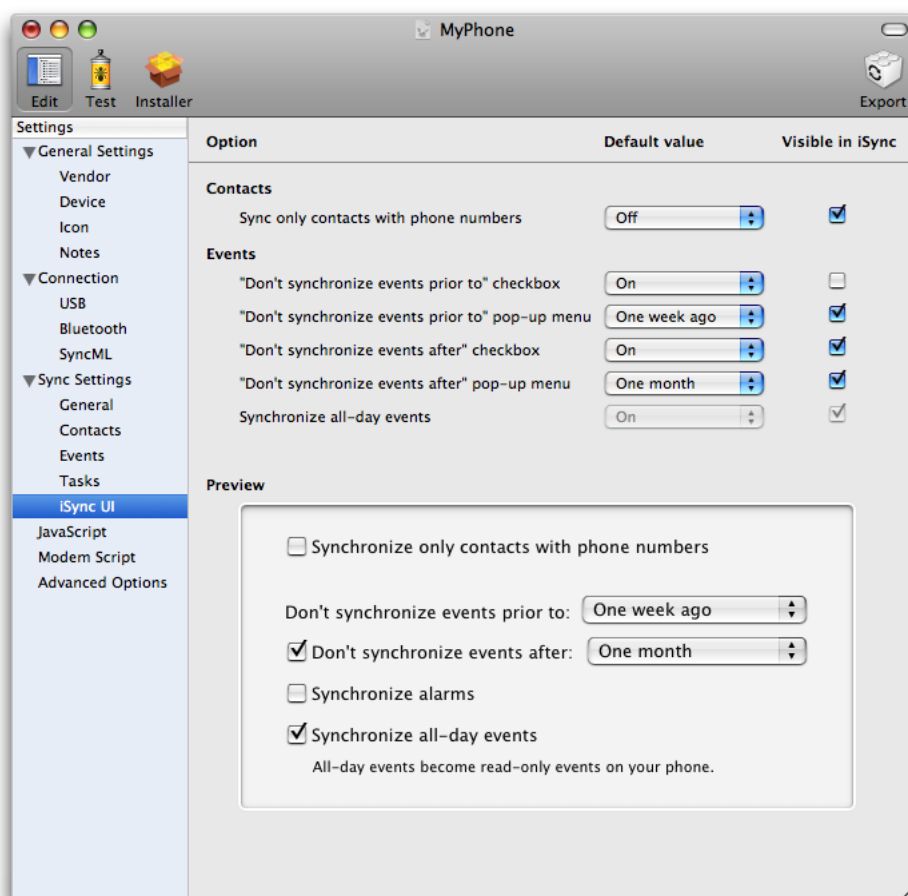 MyPhone
Edit Test Installer Export
Settings
General Settings
Vendor
Device
Icon
Notes
Connection
USB
Bluetooth
SyncML
Sync Settings
General
Contacts
Events
Tasks
iSync UI
JavaScript
Modem Script
Advanced Options
Option Default value Visible in iSync
Contacts
Sync only contacts with phone numbers Off
Events
"Don't synchronize events prior to" checkbox On
"Don't synchronize events prior to" pop-up menu One week ago
"Don't synchronize events after" checkbox On
"Don't synchronize events after" pop-up menu One month
Synchronize all-day events On
Preview
Synchronize only contacts with phone numbers
Don't synchronize events prior to: One week ago
Don't synchronize events after: One month
Synchronize alarms
Synchronize all-day events
All-day events become read-only events on your phone.